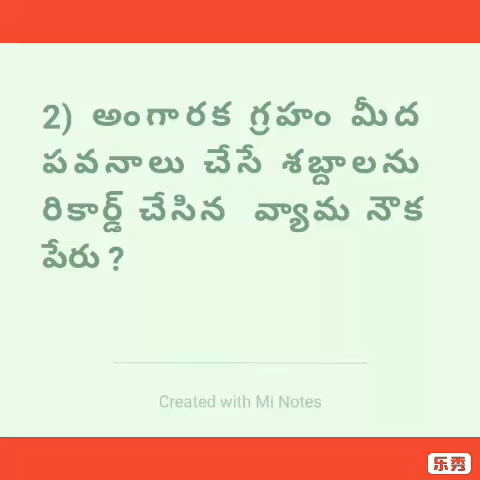 2) అంగారక గ్రహం మీద
పవనాలు చేసే శబ్దాలను
రికార్డ్ చేసిన వ్యామ నౌక
పేరు ?
Created with Mi Notes
乐秀